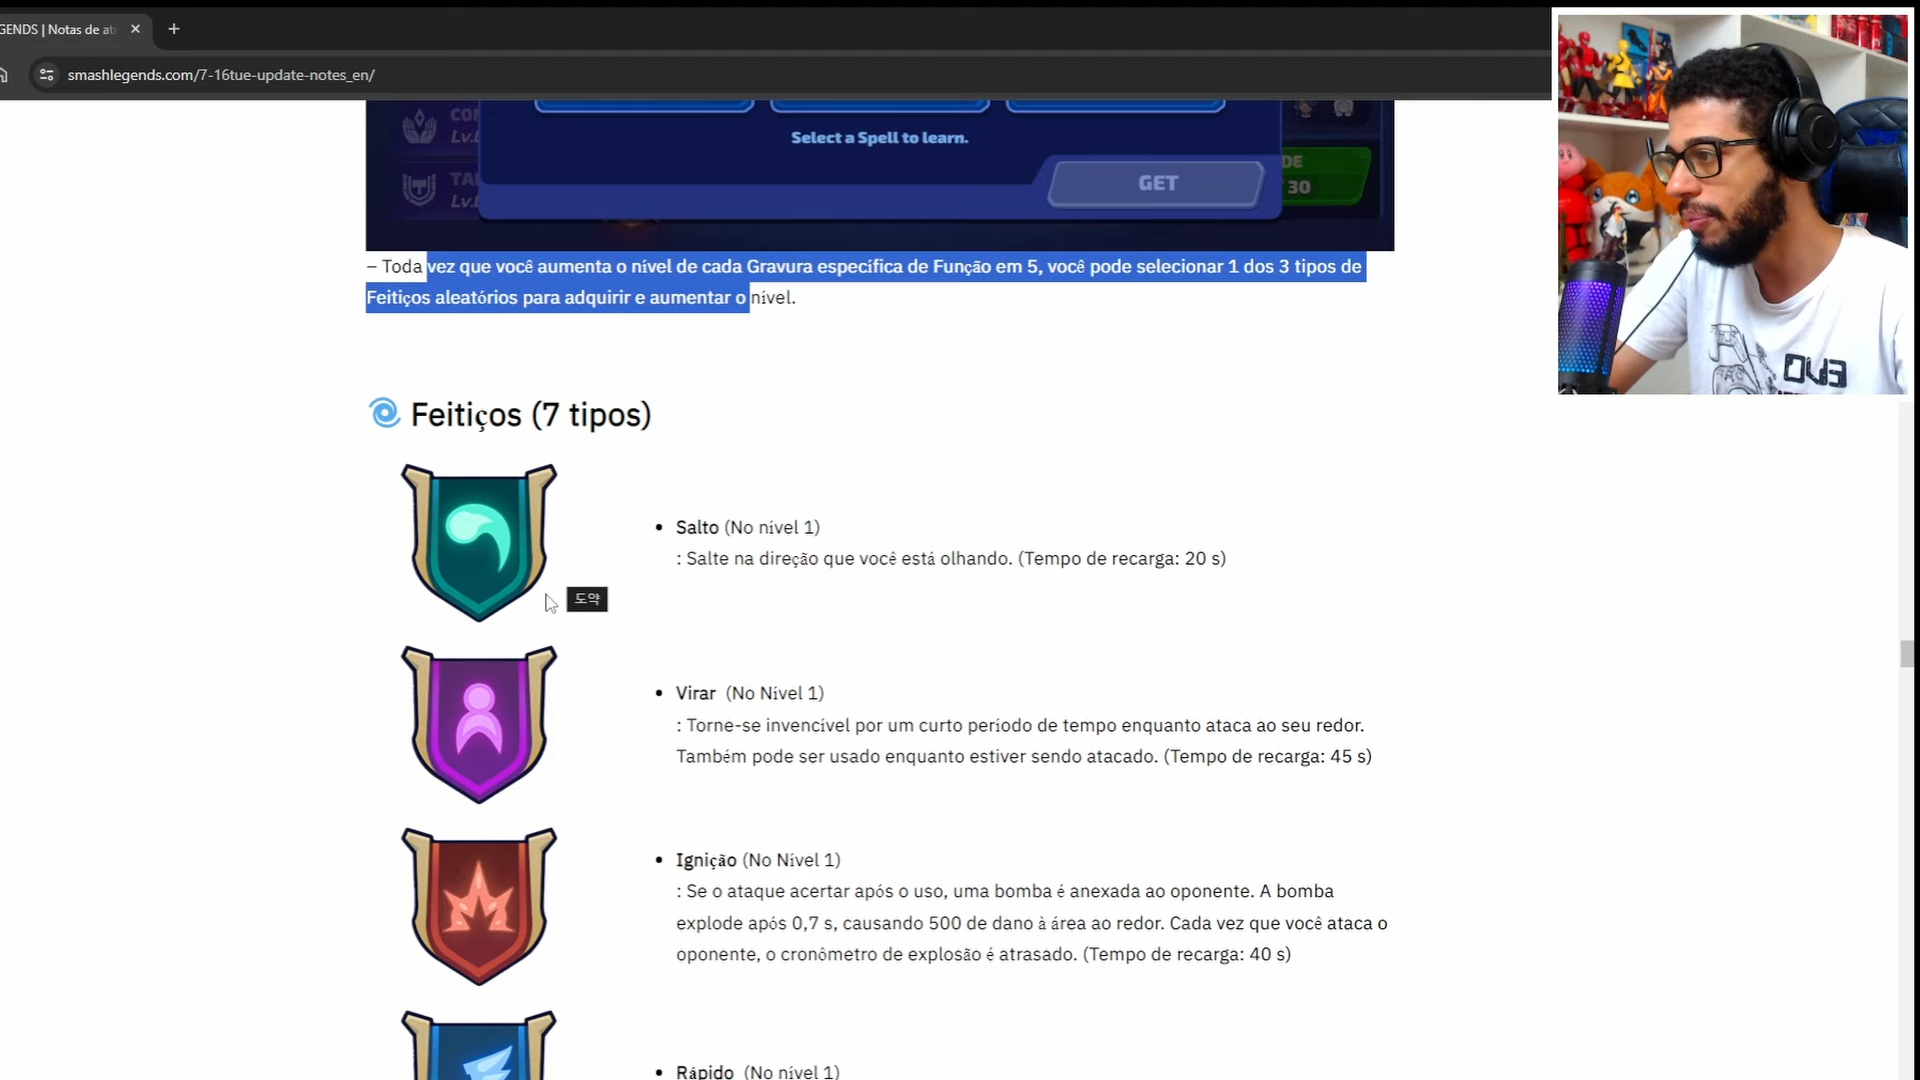 GENDS | Notas de at
smashlegends.com/7-16tue-update-notes_en/
Select a Spell to learn.
GET
DE
30
COI
Lv.
TA
Lv.
– Toda vez que você aumenta o nível de cada Gravura específica de Função em 5, você pode selecionar 1 dos 3 tipos de
Feitiços aleatórios para adquirir e aumentar o nível.
Feitiços (7 tipos)
• Salto (No nível 1)
: Salte na direção que você está olhando. (Tempo de recarga: 20 s)
도약
• Virar (No Nível 1)
: Torne-se invencível por um curto período de tempo enquanto ataca ao seu redor.
Também pode ser usado enquanto estiver sendo atacado. (Tempo de recarga: 45 s)
• Ignição (No Nível 1)
: Se o ataque acertar após o uso, uma bomba é anexada ao oponente. A bomba
explode após 0,7 s, causando 500 de dano à área ao redor. Cada vez que você ataca o
oponente, o cronômetro de explosão é atrasado. (Tempo de recarga: 40 s)
• Rápido (No nível 1)